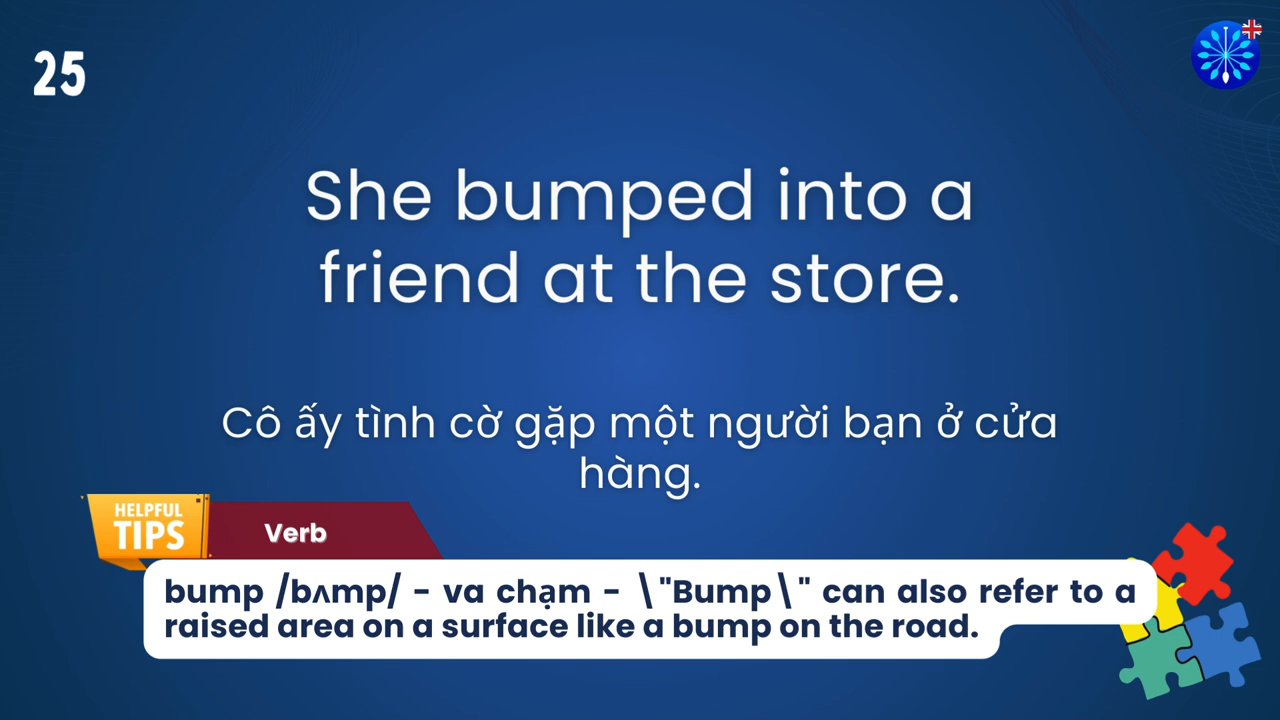 25
She bumped into a
friend at the store.
Cô ấy tình cờ gặp một người bạn ở cửa
hàng.
HELPFUL
TIPS
Verb
bump /bʌmp/ - va chạm - \"Bump\" can also refer to a
raised area on a surface like a bump on the road.